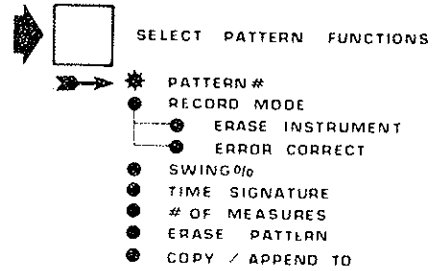 SELECT PATTERN FUNCTIONS
PATTERN #
RECORD MODE
ERASE INSTRUMENT
ERROR CORRECT
SWING %
TIME SIGNATURE
# OF MEASURES
ERASE PATTERN
COPY / APPEND TO